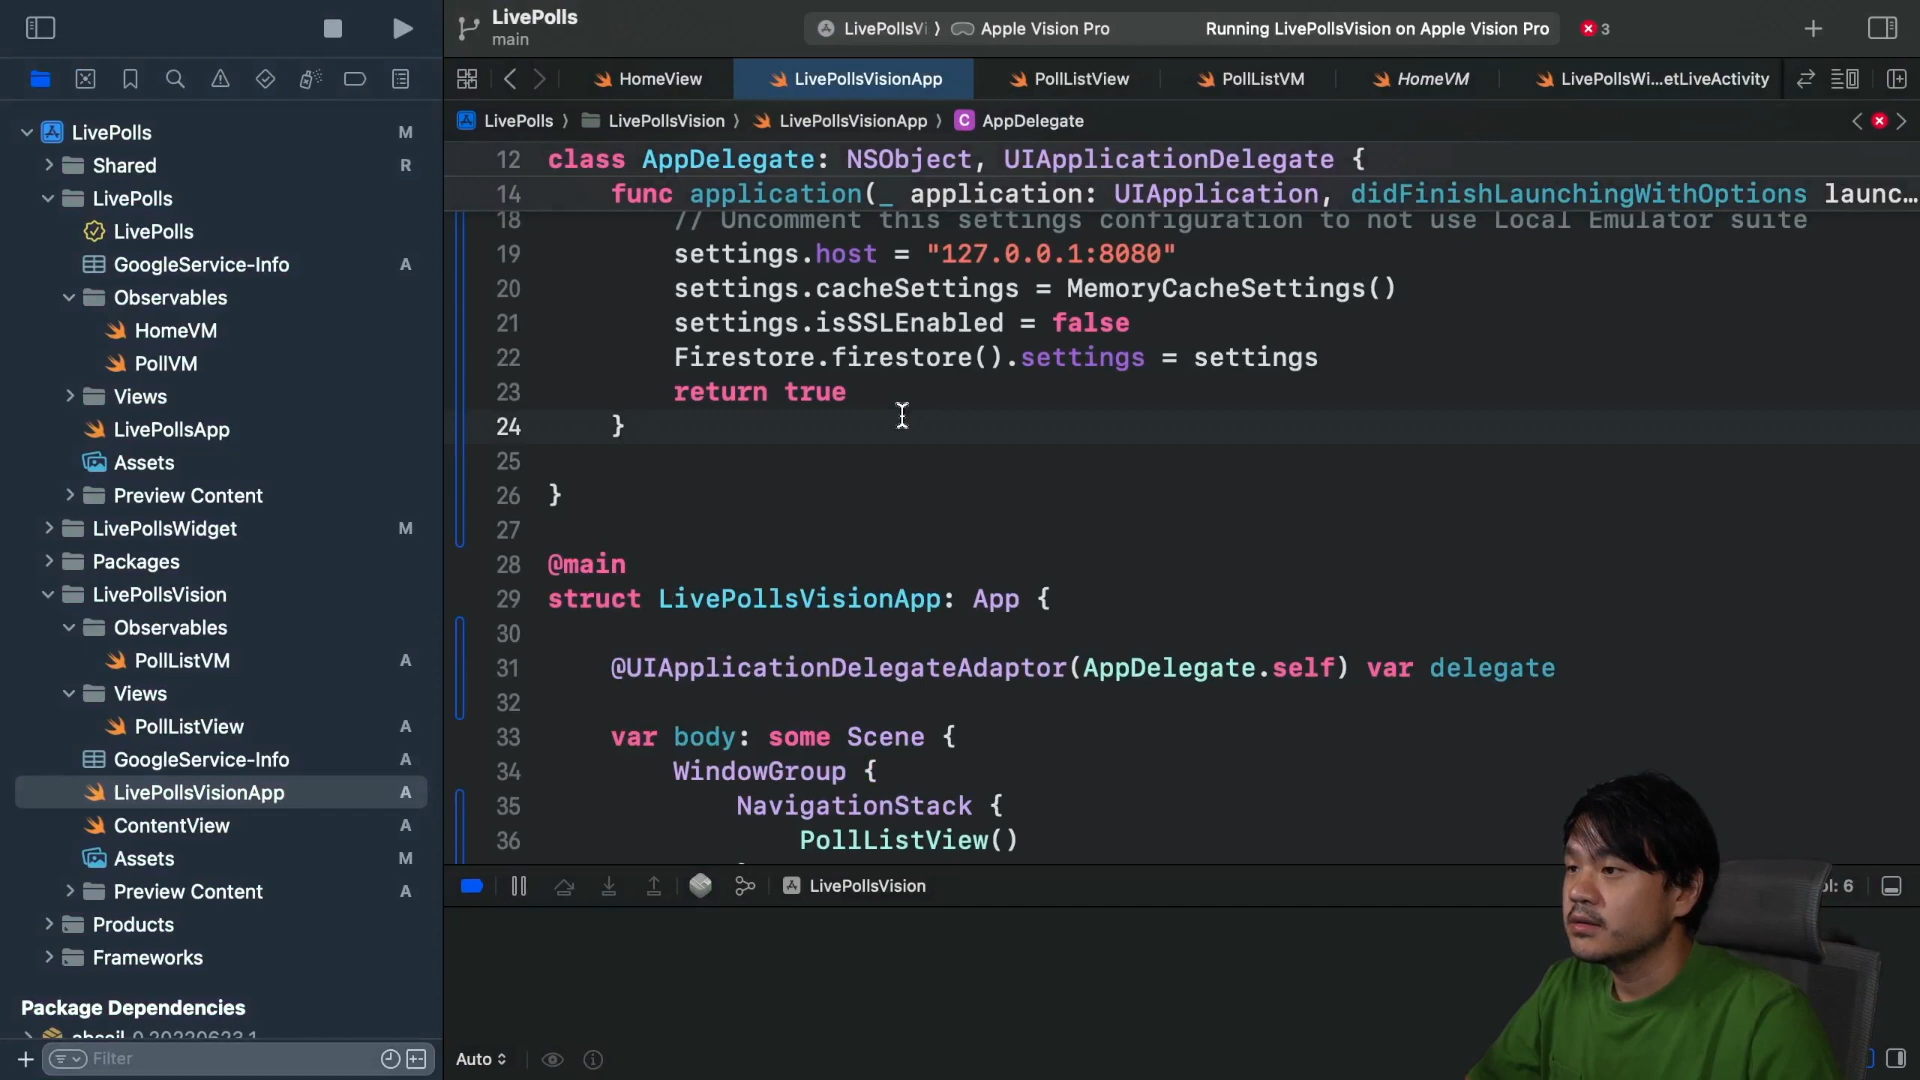 LivePolls
main
LivePollsVi ⟩ Apple Vision Pro
Running LivePollsVision on Apple Vision Pro
3
HomeView
LivePollsVisionApp
PollListView
PollListVM
HomeVM
LivePollsWi...etLiveActivity
LivePolls ⟩ LivePollsVision ⟩ LivePollsVisionApp ⟩ C AppDelegate
LivePolls M
Shared R
LivePolls
LivePolls
GoogleService-Info A
Observables
HomeVM
PollVM
Views
LivePollsApp
Assets
Preview Content
LivePollsWidget M
Packages
LivePollsVision
Observables
PollListVM A
Views
PollListView A
GoogleService-Info A
LivePollsVisionApp A
ContentView A
Assets M
Preview Content A
Products
Frameworks
Package Dependencies
abseil 0.20220623.1
Filter
12 class AppDelegate: NSObject, UIApplicationDelegate {
14 func application(_ application: UIApplication, didFinishLaunchingWithOptions launc...
18 // Uncomment this settings configuration to not use Local Emulator suite
19 settings.host = "127.0.0.1:8080"
20 settings.cacheSettings = MemoryCacheSettings()
21 settings.isSSLEnabled = false
22 Firestore.firestore().settings = settings
23 return true
24 }
25
26 }
27
28 @main
29 struct LivePollsVisionApp: App {
30
31 @UIApplicationDelegateAdaptor(AppDelegate.self) var delegate
32
33 var body: some Scene {
34 WindowGroup {
35 NavigationStack {
36 PollListView()
LivePollsVision
ol: 6
Auto